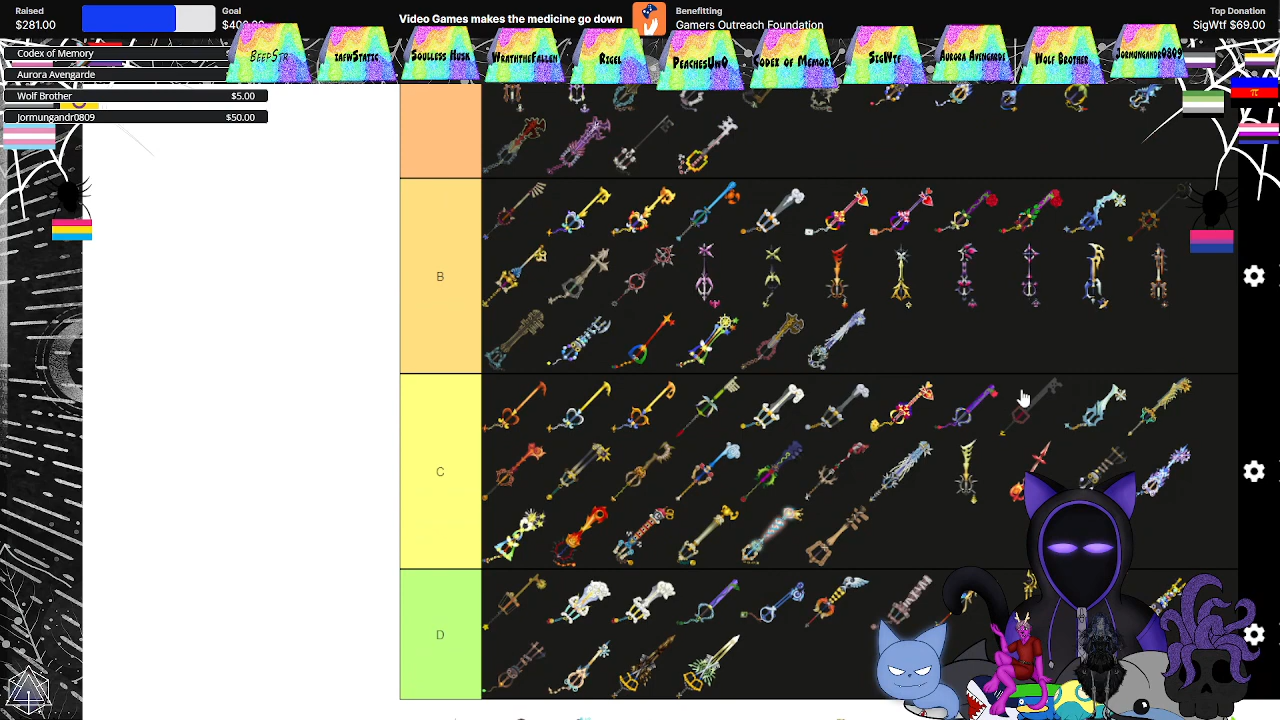 Raised
$281.00
Goal
$400.00
Video Games makes the medicine go down
Benefitting
Gamers Outreach Foundation
Top Donation
SigWtf $69.00
BeepStr
ZaewStatic
Soulless Husk
WrathTheFallen
Rigel
PeachesUwO
Codex of Memory
SigWtf
Aurora Avengarde
Wolf Brother
Jormungandr0809
Codex of Memory
Aurora Avengarde
Wolf Brother $5.00
Jormungandr0809 $50.00
π
B
C
D